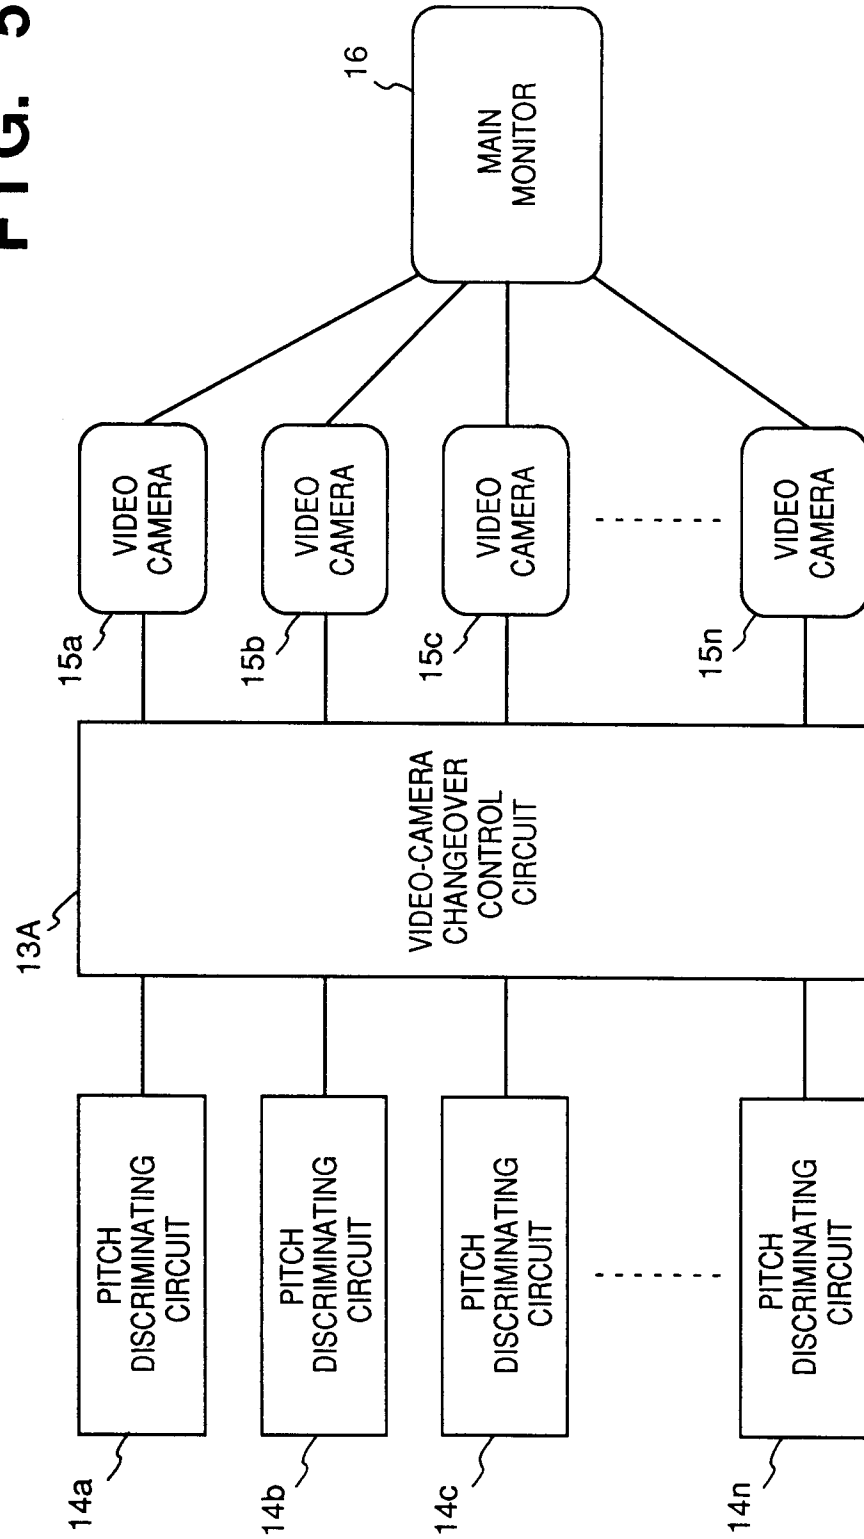 FIG. 5
14a
PITCH
DISCRIMINATING
CIRCUIT
14b
PITCH
DISCRIMINATING
CIRCUIT
14c
PITCH
DISCRIMINATING
CIRCUIT
14n
PITCH
DISCRIMINATING
CIRCUIT
13A
VIDEO-CAMERA
CHANGEOVER
CONTROL
CIRCUIT
15a
VIDEO
CAMERA
15b
VIDEO
CAMERA
15c
VIDEO
CAMERA
15n
VIDEO
CAMERA
16
MAIN
MONITOR